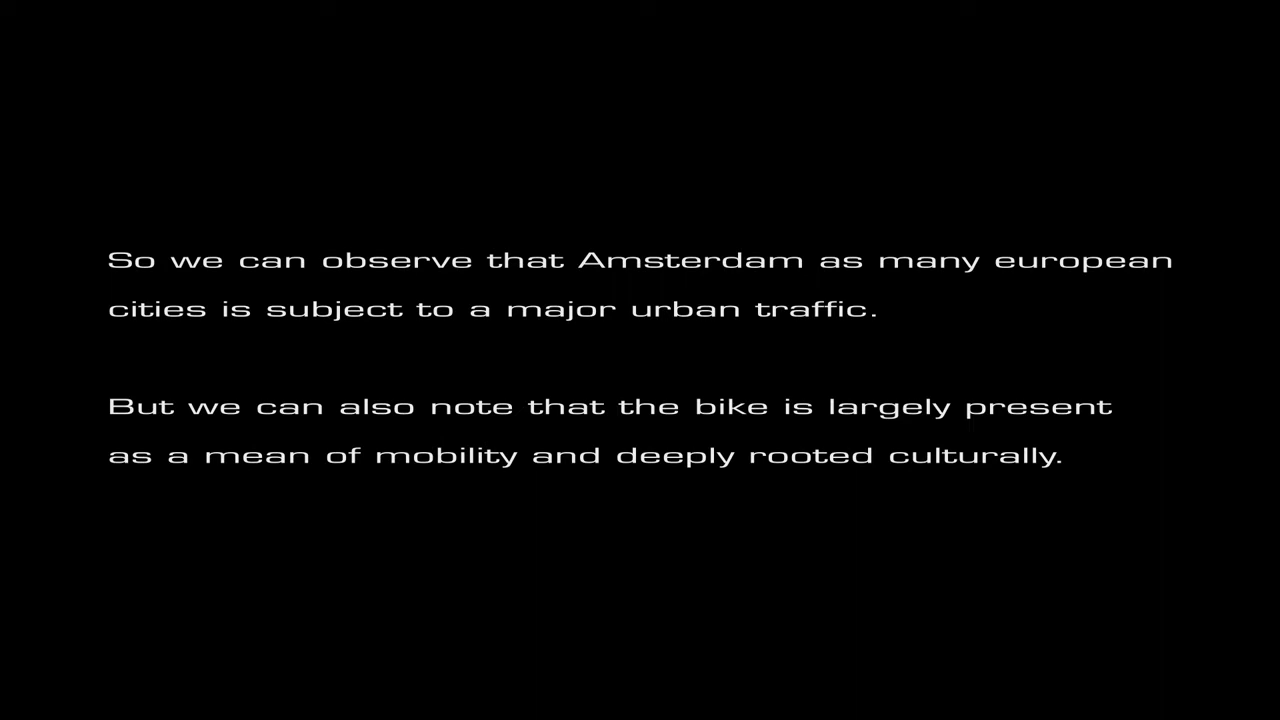 So we can observe that Amsterdam as many european
cities is subject to a major urban traffic.
But we can also note that the bike is largely present
as a mean of mobility and deeply rooted culturally.